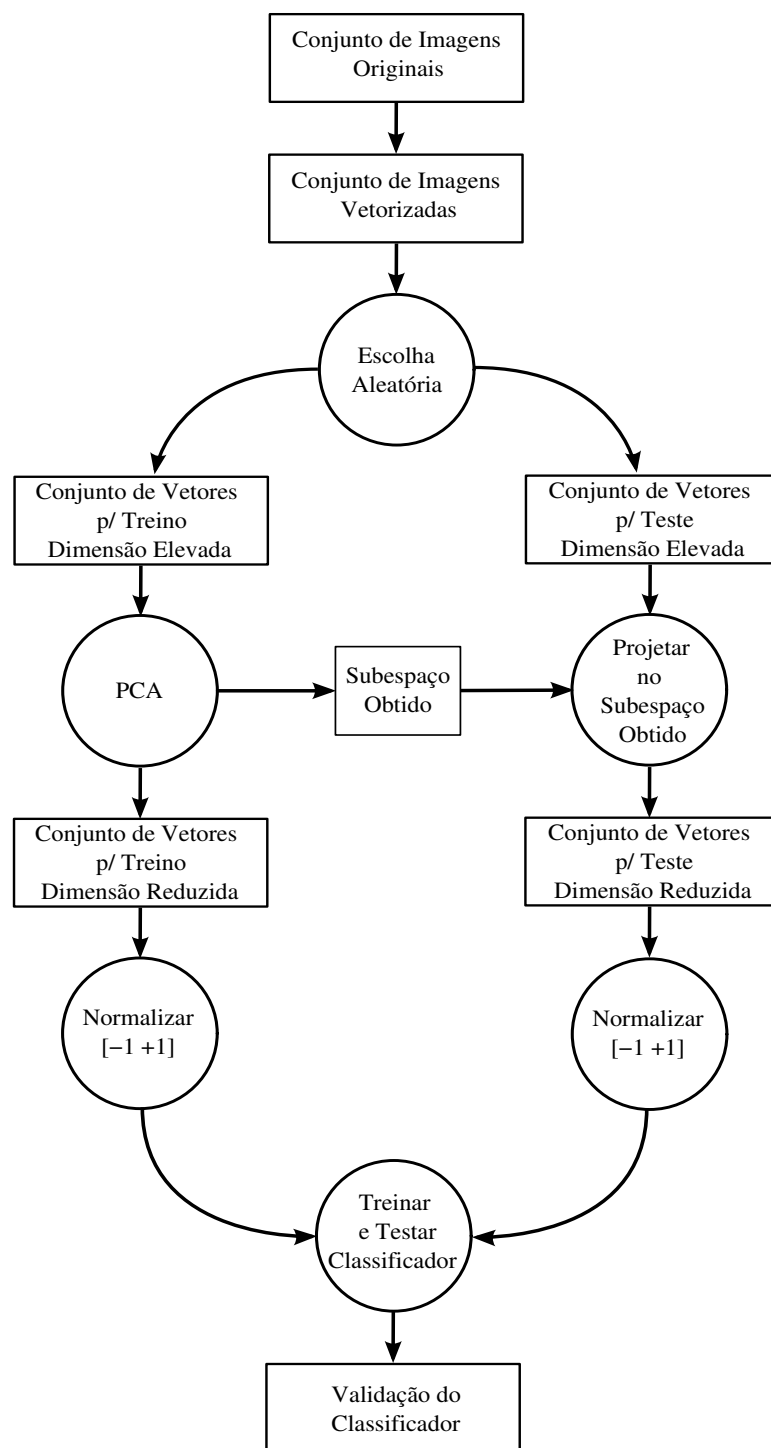 Conjunto de Imagens
Originais
Conjunto de Imagens
Vetorizadas
Escolha
Aleatória
Conjunto de Vetores
p/ Treino
Dimensão Elevada
Conjunto de Vetores
p/ Teste
Dimensão Elevada
PCA
Subespaço
Obtido
Projetar
no
Subespaço
Obtido
Conjunto de Vetores
p/ Treino
Dimensão Reduzida
Conjunto de Vetores
p/ Teste
Dimensão Reduzida
Normalizar
[−1 +1]
Normalizar
[−1 +1]
Treinar
e Testar
Classificador
Validação do
Classificador